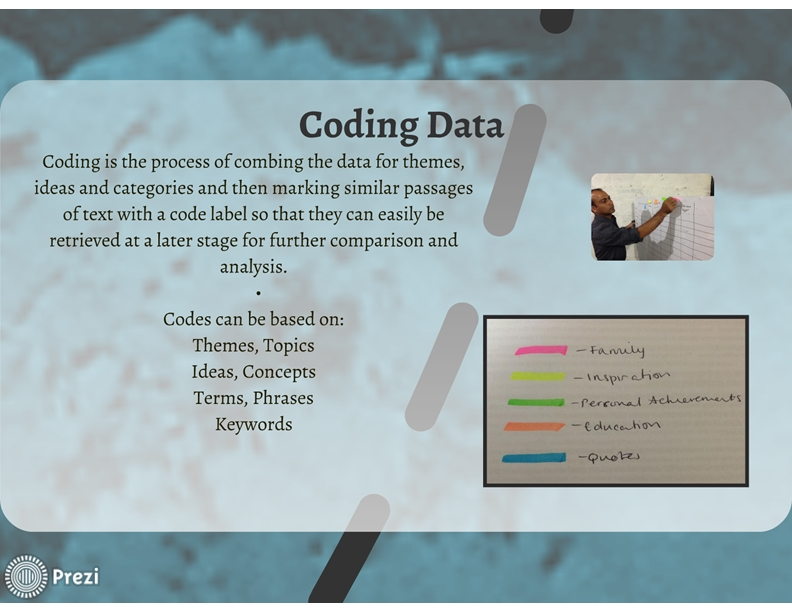 Coding Data
Coding is the process of combing the data for themes,
ideas and categories and then marking similar passages
of text with a code label so that they can easily be
retrieved at a later stage for further comparison and
analysis.
•
Codes can be based on:
Themes, Topics
Ideas, Concepts
Terms, Phrases
Keywords
- Family
- Inspiration
- Personal Achievements
- Education
- Quotes
Prezi